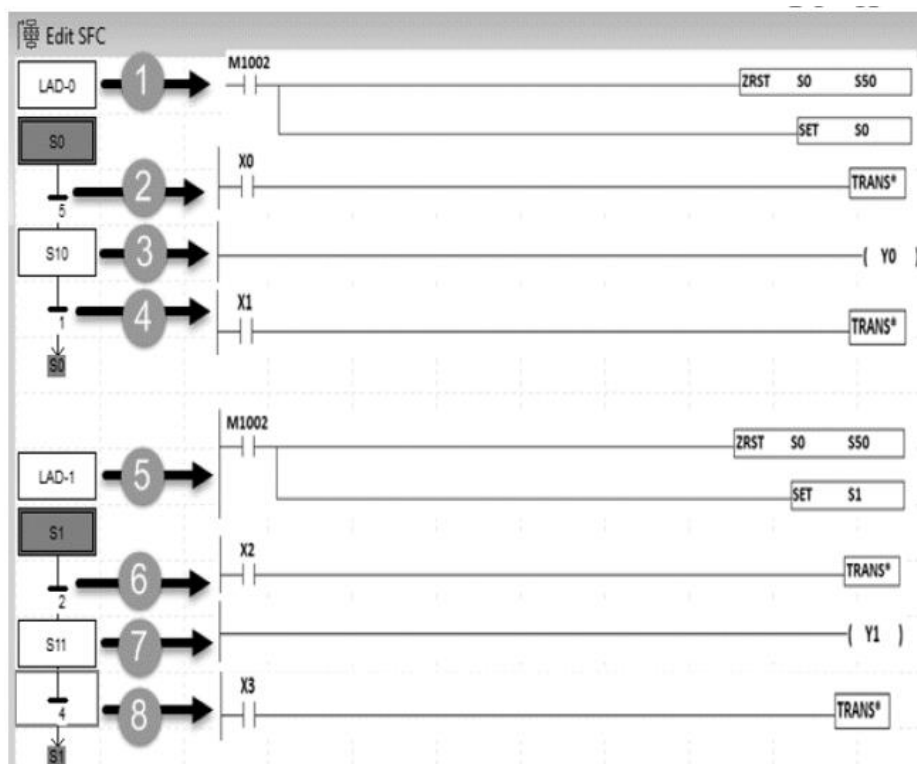 Edit SFC
M1002
LAD-0 1 ZRST S0 S50
SET S0
S0
X0
2 TRANS*
5
S10 3 ( Y0 )
X1
4 TRANS*
1
S0
M1002
ZRST S0 S50
LAD-1 5
SET S1
S1
X2
6 TRANS*
2
S11 7 ( Y1 )
X3
8 TRANS*
4
S1